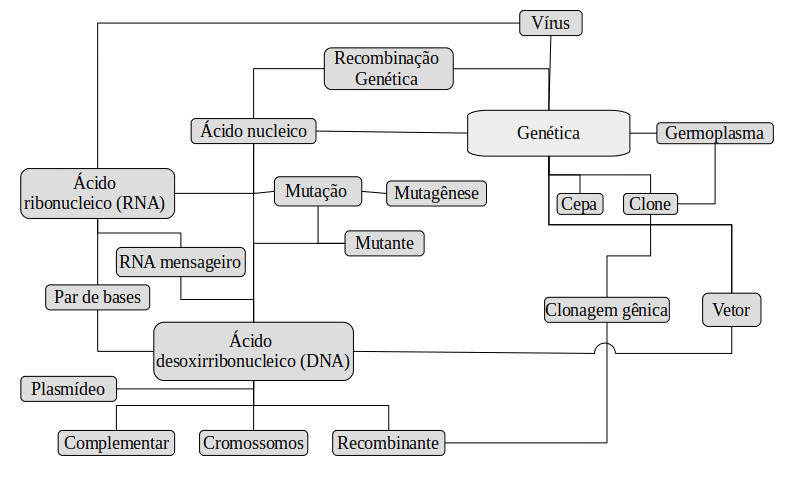 Vírus
Recombinação
Genética
Ácido nucleico
Genética
Germoplasma
Ácido
ribonucleico (RNA)
Mutação
Mutagênese
Cepa
Clone
Mutante
RNA mensageiro
Par de bases
Clonagem gênica
Vetor
Ácido
desoxirribonucleico (DNA)
Plasmídeo
Complementar
Cromossomos
Recombinante